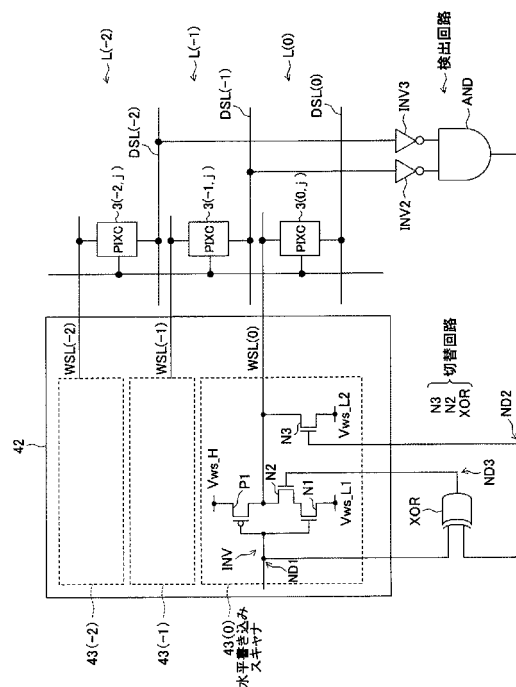 L(-2)
L(-1)
L(0)
DSL(-2)
DSL(-1)
DSL(0)
3(-2, j)
3(-1, j)
3(0, j)
PIXC
PIXC
PIXC
検出回路
INV3
AND
INV2
WSL(-2)
WSL(-1)
WSL(0)
42
Vws_H
P1
N2
N1
Vws_L1
N3
Vws_L2
INV
ND1
切替回路
N3
N2
XOR
ND2
ND3
XOR
43(-2)
43(-1)
43(0)
水平書き込み
スキャナ